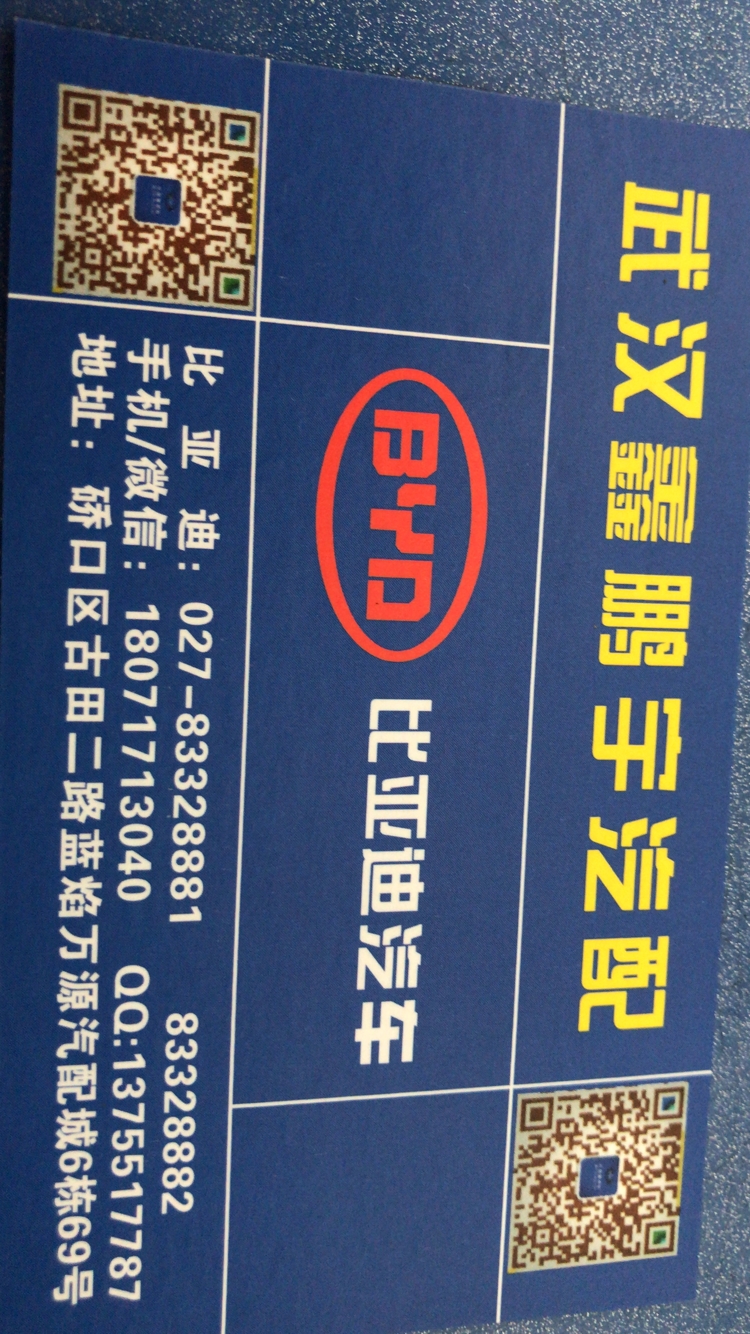 武汉鑫鹏宇汽配
BYD 比亚迪汽车
比亚迪：027-83328881 83328882
手机/微信：18071713040 QQ:1375517787
地址：硚口区古田二路蓝焰万源汽配城6栋69号